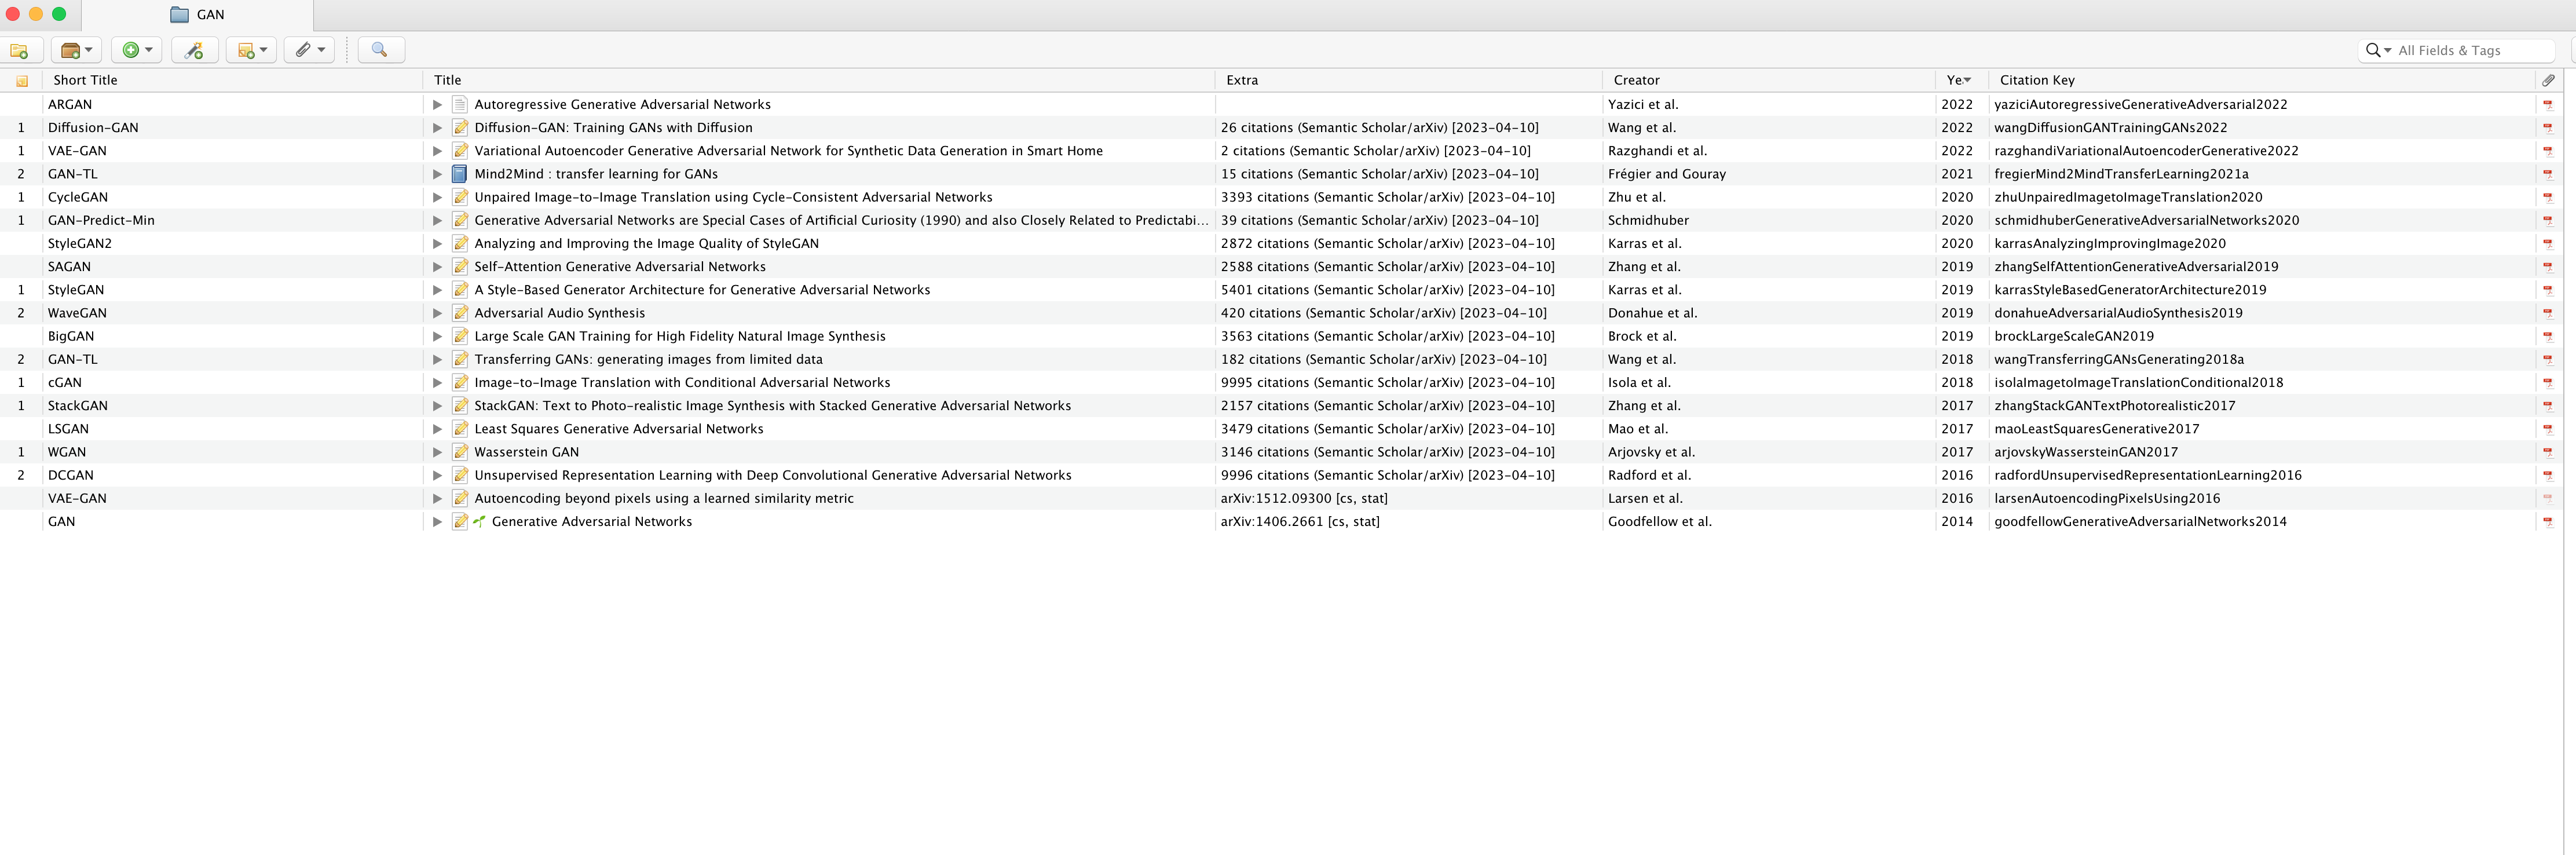 GAN
All Fields & Tags
Short Title Title Extra Creator Ye Citation Key
ARGAN Autoregressive Generative Adversarial Networks Yazici et al. 2022 yaziciAutoregressiveGenerativeAdversarial2022
1 Diffusion-GAN Diffusion-GAN: Training GANs with Diffusion 26 citations (Semantic Scholar/arXiv) [2023-04-10] Wang et al. 2022 wangDiffusionGANTrainingGANs2022
1 VAE-GAN Variational Autoencoder Generative Adversarial Network for Synthetic Data Generation in Smart Home 2 citations (Semantic Scholar/arXiv) [2023-04-10] Razghandi et al. 2022 razghandiVariationalAutoencoderGenerative2022
2 GAN-TL Mind2Mind : transfer learning for GANs 15 citations (Semantic Scholar/arXiv) [2023-04-10] Frégier and Gouray 2021 fregierMind2MindTransferLearning2021a
1 CycleGAN Unpaired Image-to-Image Translation using Cycle-Consistent Adversarial Networks 3393 citations (Semantic Scholar/arXiv) [2023-04-10] Zhu et al. 2020 zhuUnpairedImagetoImageTranslation2020
1 GAN-Predict-Min Generative Adversarial Networks are Special Cases of Artificial Curiosity (1990) and also Closely Related to Predictabi... 39 citations (Semantic Scholar/arXiv) [2023-04-10] Schmidhuber 2020 schmidhuberGenerativeAdversarialNetworks2020
StyleGAN2 Analyzing and Improving the Image Quality of StyleGAN 2872 citations (Semantic Scholar/arXiv) [2023-04-10] Karras et al. 2020 karrasAnalyzingImprovingImage2020
SAGAN Self-Attention Generative Adversarial Networks 2588 citations (Semantic Scholar/arXiv) [2023-04-10] Zhang et al. 2019 zhangSelfAttentionGenerativeAdversarial2019
1 StyleGAN A Style-Based Generator Architecture for Generative Adversarial Networks 5401 citations (Semantic Scholar/arXiv) [2023-04-10] Karras et al. 2019 karrasStyleBasedGeneratorArchitecture2019
2 WaveGAN Adversarial Audio Synthesis 420 citations (Semantic Scholar/arXiv) [2023-04-10] Donahue et al. 2019 donahueAdversarialAudioSynthesis2019
BigGAN Large Scale GAN Training for High Fidelity Natural Image Synthesis 3563 citations (Semantic Scholar/arXiv) [2023-04-10] Brock et al. 2019 brockLargeScaleGAN2019
2 GAN-TL Transferring GANs: generating images from limited data 182 citations (Semantic Scholar/arXiv) [2023-04-10] Wang et al. 2018 wangTransferringGANsGenerating2018a
1 cGAN Image-to-Image Translation with Conditional Adversarial Networks 9995 citations (Semantic Scholar/arXiv) [2023-04-10] Isola et al. 2018 isolaImagetoImageTranslationConditional2018
1 StackGAN StackGAN: Text to Photo-realistic Image Synthesis with Stacked Generative Adversarial Networks 2157 citations (Semantic Scholar/arXiv) [2023-04-10] Zhang et al. 2017 zhangStackGANTextPhotorealistic2017
LSGAN Least Squares Generative Adversarial Networks 3479 citations (Semantic Scholar/arXiv) [2023-04-10] Mao et al. 2017 maoLeastSquaresGenerative2017
1 WGAN Wasserstein GAN 3146 citations (Semantic Scholar/arXiv) [2023-04-10] Arjovsky et al. 2017 arjovskyWassersteinGAN2017
2 DCGAN Unsupervised Representation Learning with Deep Convolutional Generative Adversarial Networks 9996 citations (Semantic Scholar/arXiv) [2023-04-10] Radford et al. 2016 radfordUnsupervisedRepresentationLearning2016
VAE-GAN Autoencoding beyond pixels using a learned similarity metric arXiv:1512.09300 [cs, stat] Larsen et al. 2016 larsenAutoencodingPixelsUsing2016
GAN Generative Adversarial Networks arXiv:1406.2661 [cs, stat] Goodfellow et al. 2014 goodfellowGenerativeAdversarialNetworks2014